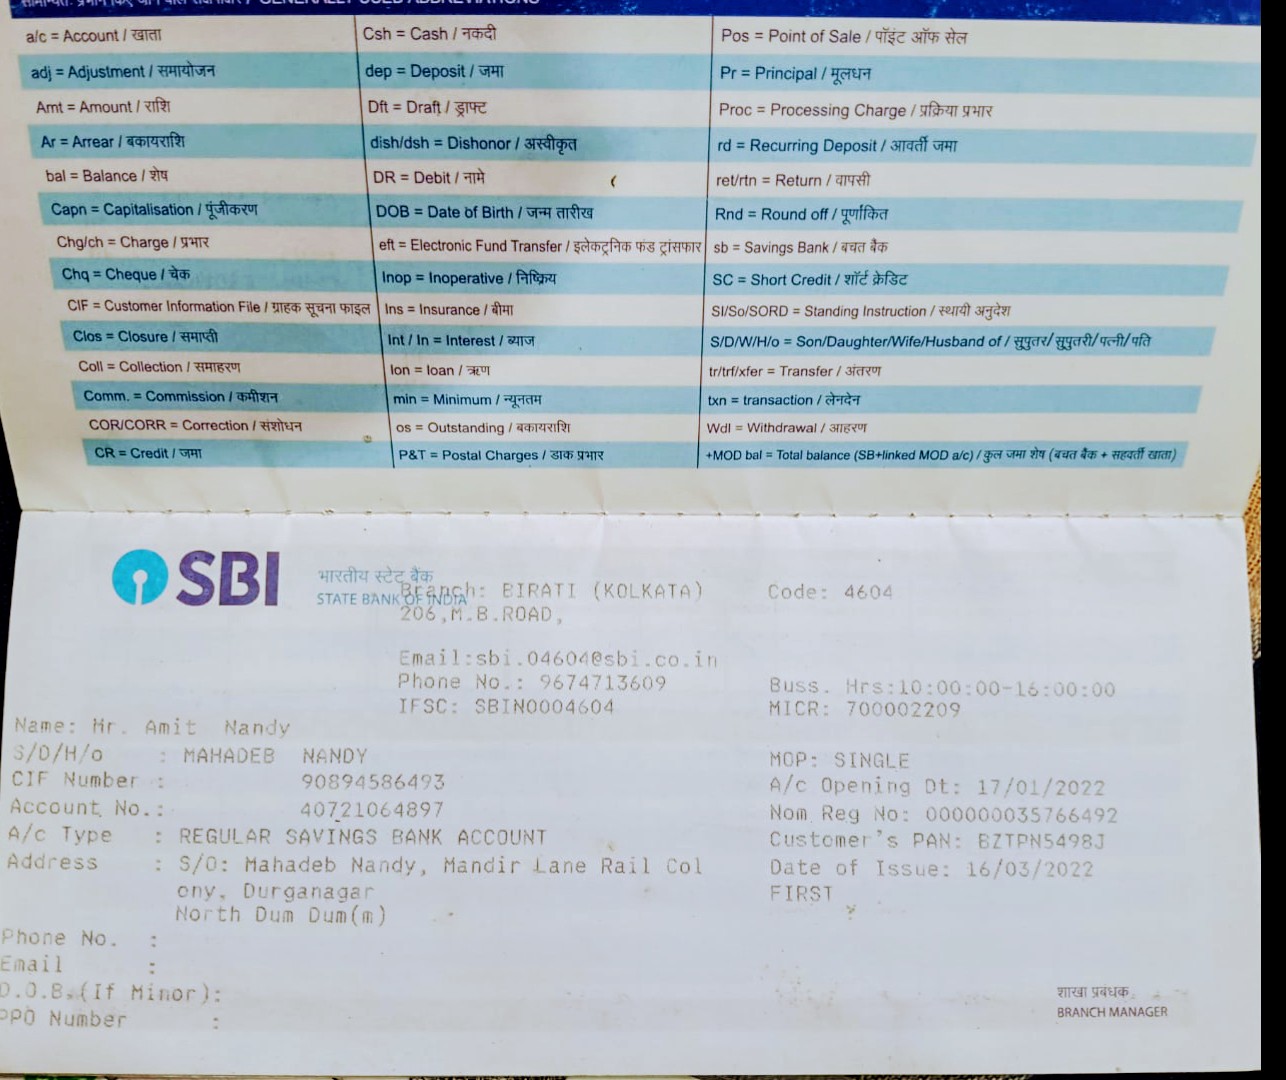 सामान्यतः प्रयोग किए जाने वाले संक्षेपाक्षर / GENERALLY USED ABBREVIATIONS
a/c = Account / खाता Csh = Cash / नकदी Pos = Point of Sale / पॉइंट ऑफ सेल
adj = Adjustment / समायोजन dep = Deposit / जमा Pr = Principal / मूलधन
Amt = Amount / राशि Dft = Draft / ड्राफ्ट Proc = Processing Charge / प्रक्रिया प्रभार
Ar = Arrear / बकायाराशि dish/dsh = Dishonor / अस्वीकृत rd = Recurring Deposit / आवर्ती जमा
bal = Balance / शेष DR = Debit / नामे ret/rtn = Return / वापसी
Capn = Capitalisation / पूंजीकरण DOB = Date of Birth / जन्म तारीख Rnd = Round off / पूर्णांकित
Chg/ch = Charge / प्रभार eft = Electronic Fund Transfer / इलेक्ट्रनिक फंड ट्रांसफार sb = Savings Bank / बचत बैंक
Chq = Cheque / चेक Inop = Inoperative / निष्क्रिय SC = Short Credit / शॉर्ट क्रेडिट
CIF = Customer Information File / ग्राहक सूचना फाइल Ins = Insurance / बीमा SI/So/SORD = Standing Instruction / स्थायी अनुदेश
Clos = Closure / समाप्ती Int / In = Interest / ब्याज S/D/W/H/o = Son/Daughter/Wife/Husband of / सुपुतर/ सुपुतरी/ पत्नी/ पति
Coll = Collection / समाहरण lon = loan / ऋण tr/trf/xfer = Transfer / अंतरण
Comm. = Commission / कमीशन min = Minimum / न्यूनतम txn = transaction / लेनदेन
COR/CORR = Correction / संशोधन os = Outstanding / बकायाराशि Wdl = Withdrawal / आहरण
CR = Credit / जमा P&T = Postal Charges / डाक प्रभार +MOD bal = Total balance (SB+linked MOD a/c) / कुल जमा शेष (बचत बैंक + सहवर्ती खाता)
SBI भारतीय स्टेट बैंक
STATE BANK OF INDIA
Branch: BIRATI (KOLKATA) Code: 4604
206,M.B.ROAD,
Email:sbi.04604@sbi.co.in
Phone No.: 9674713609 Buss. Hrs:10:00:00-16:00:00
IFSC: SBIN0004604 MICR: 700002209
Name: Mr. Amit Nandy
S/D/H/o : MAHADEB NANDY MOP: SINGLE
CIF Number : 90894586493 A/c Opening Dt: 17/01/2022
Account No.: 40721064897 Nom Reg No: 000000035766492
A/c Type : REGULAR SAVINGS BANK ACCOUNT Customer's PAN: BZTPN5498J
Address : S/O: Mahadeb Nandy, Mandir Lane Rail Col Date of Issue: 16/03/2022
ony, Durganagar FIRST
North Dum Dum(m)
Phone No. :
Email :
D.O.B.(If Minor):
PPO Number :
शाखा प्रबंधक
BRANCH MANAGER